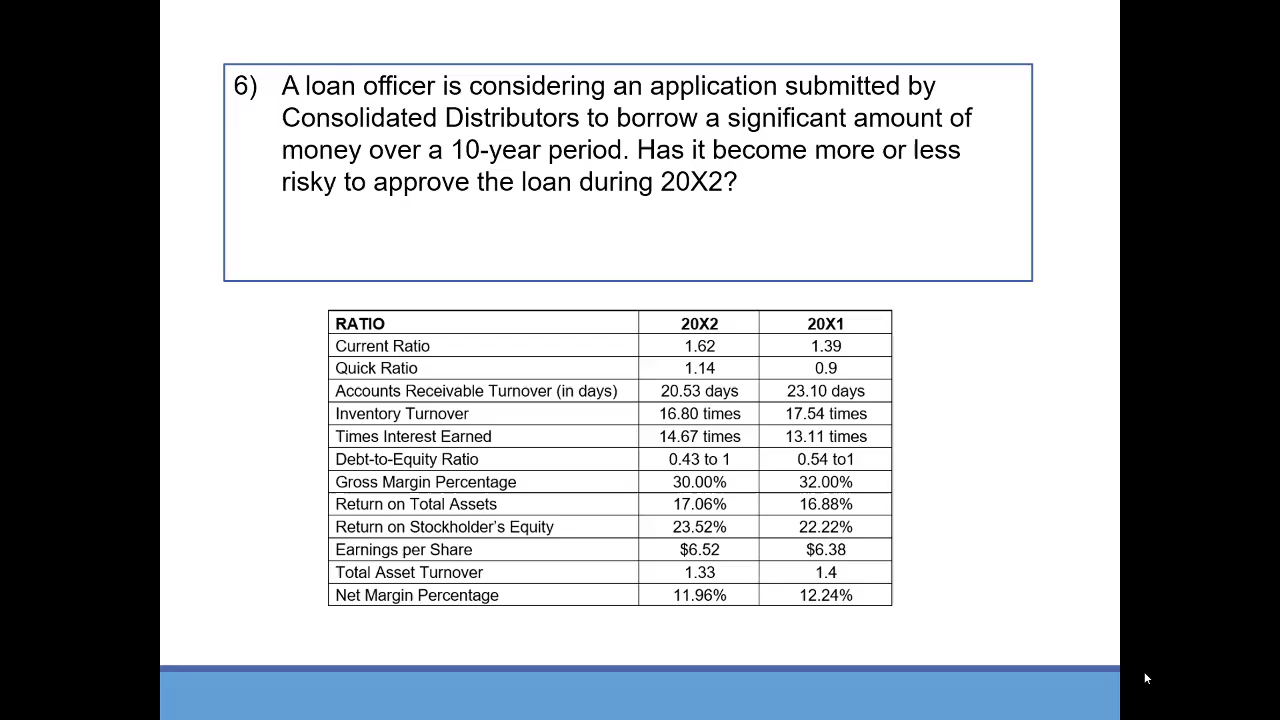 6) A loan officer is considering an application submitted by
Consolidated Distributors to borrow a significant amount of
money over a 10-year period. Has it become more or less
risky to approve the loan during 20X2?
RATIO 20X2 20X1
Current Ratio 1.62 1.39
Quick Ratio 1.14 0.9
Accounts Receivable Turnover (in days) 20.53 days 23.10 days
Inventory Turnover 16.80 times 17.54 times
Times Interest Earned 14.67 times 13.11 times
Debt-to-Equity Ratio 0.43 to 1 0.54 to1
Gross Margin Percentage 30.00% 32.00%
Return on Total Assets 17.06% 16.88%
Return on Stockholder's Equity 23.52% 22.22%
Earnings per Share $6.52 $6.38
Total Asset Turnover 1.33 1.4
Net Margin Percentage 11.96% 12.24%